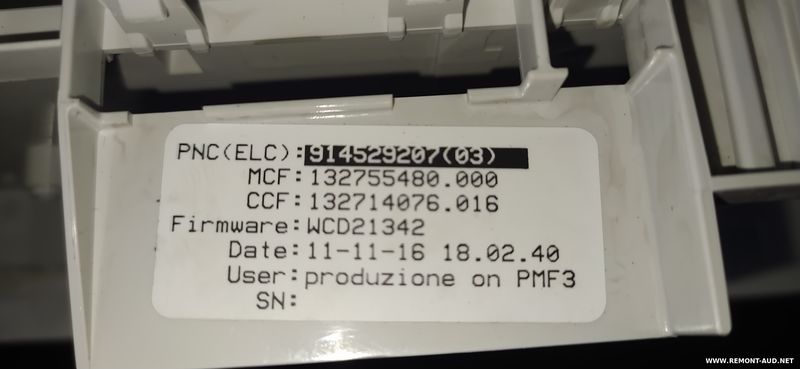 PNC(ELC):914529207(03)
MCF:132755480.000
CCF:132714076.016
Firmware:WCD21342
Date:11-11-16 18.02.40
User:produzione on PMF3
SN:
WWW.REMONT-AUD.NET